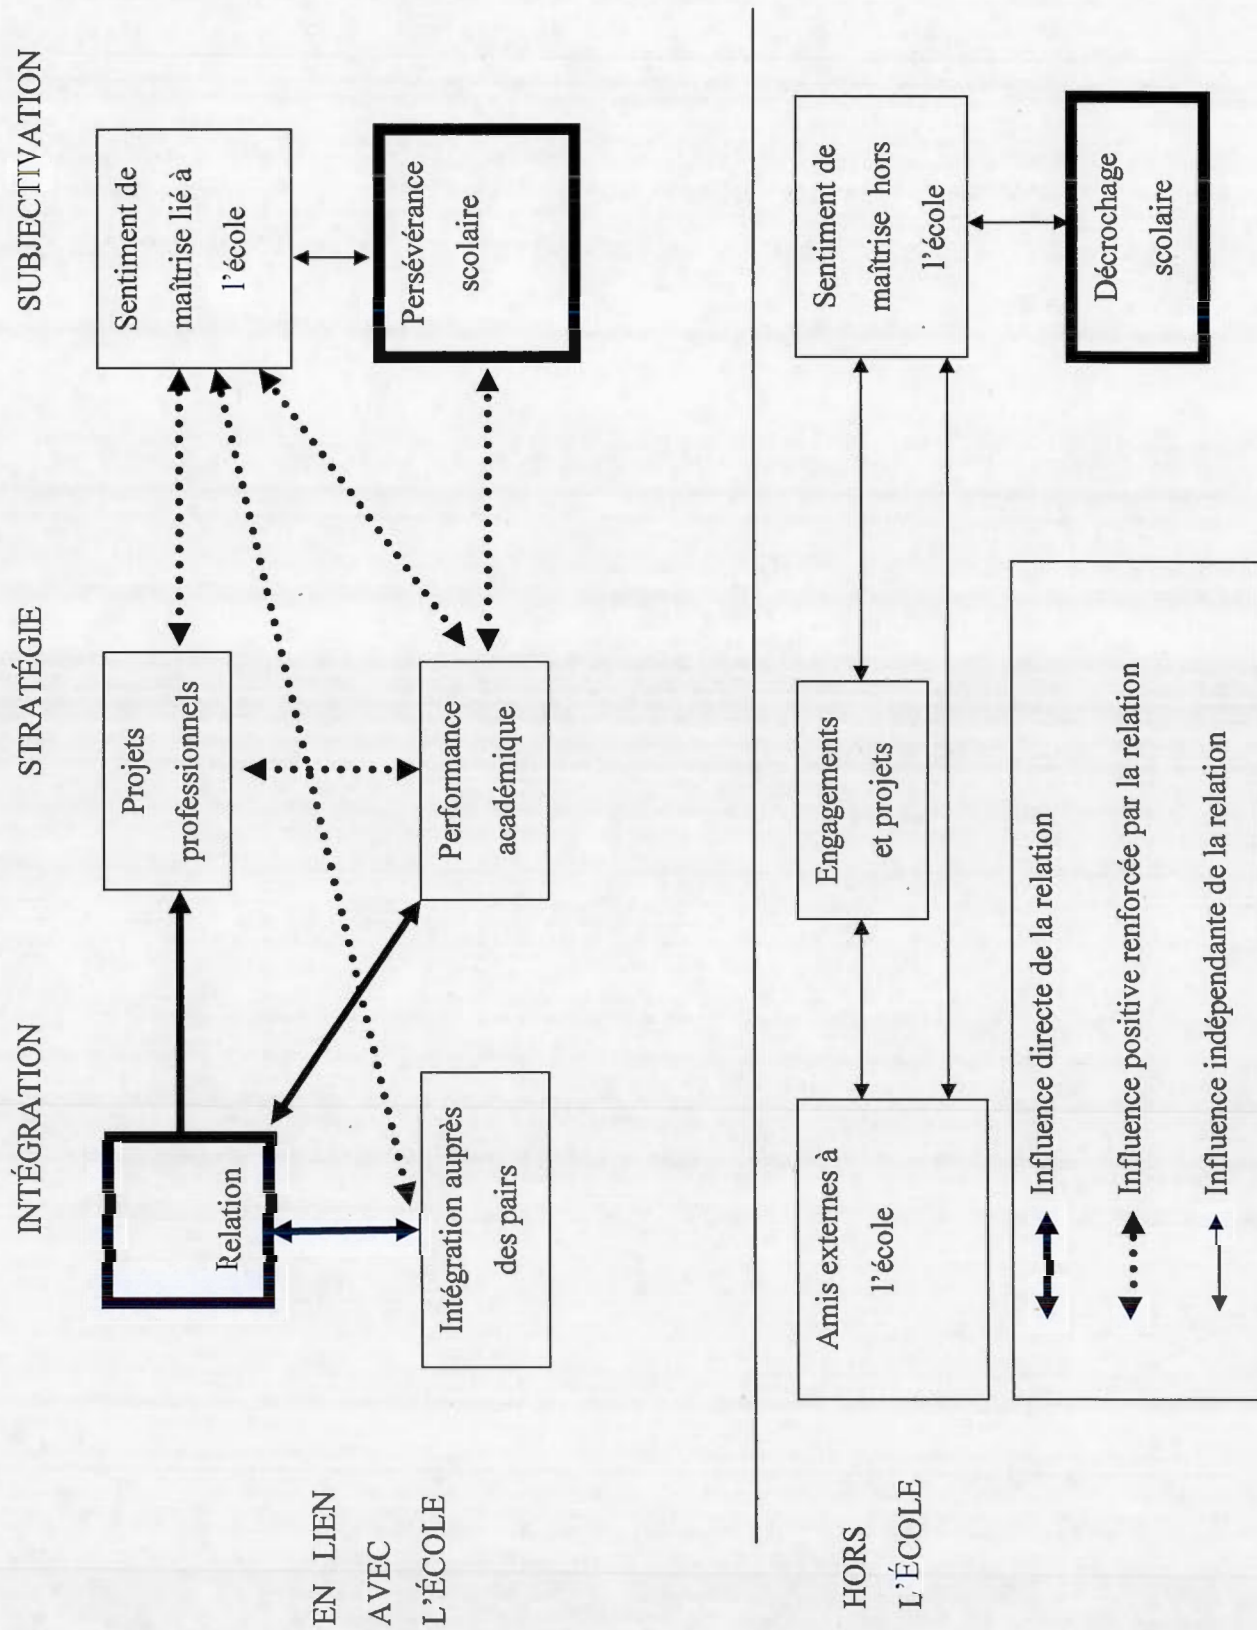 INTÉGRATION
STRATÉGIE
SUBJECTIVATION
EN LIEN
AVEC
L'ÉCOLE
Relation
Projets
professionnels
Sentiment de
maîtrise lié à
l'école
Intégration auprès
des pairs
Performance
académique
Persévérance
scolaire
HORS
L'ÉCOLE
Amis externes à
l'école
Engagements
et projets
Sentiment de
maîtrise hors
l'école
Décrochage
scolaire
Influence directe de la relation
Influence positive renforcée par la relation
Influence indépendante de la relation